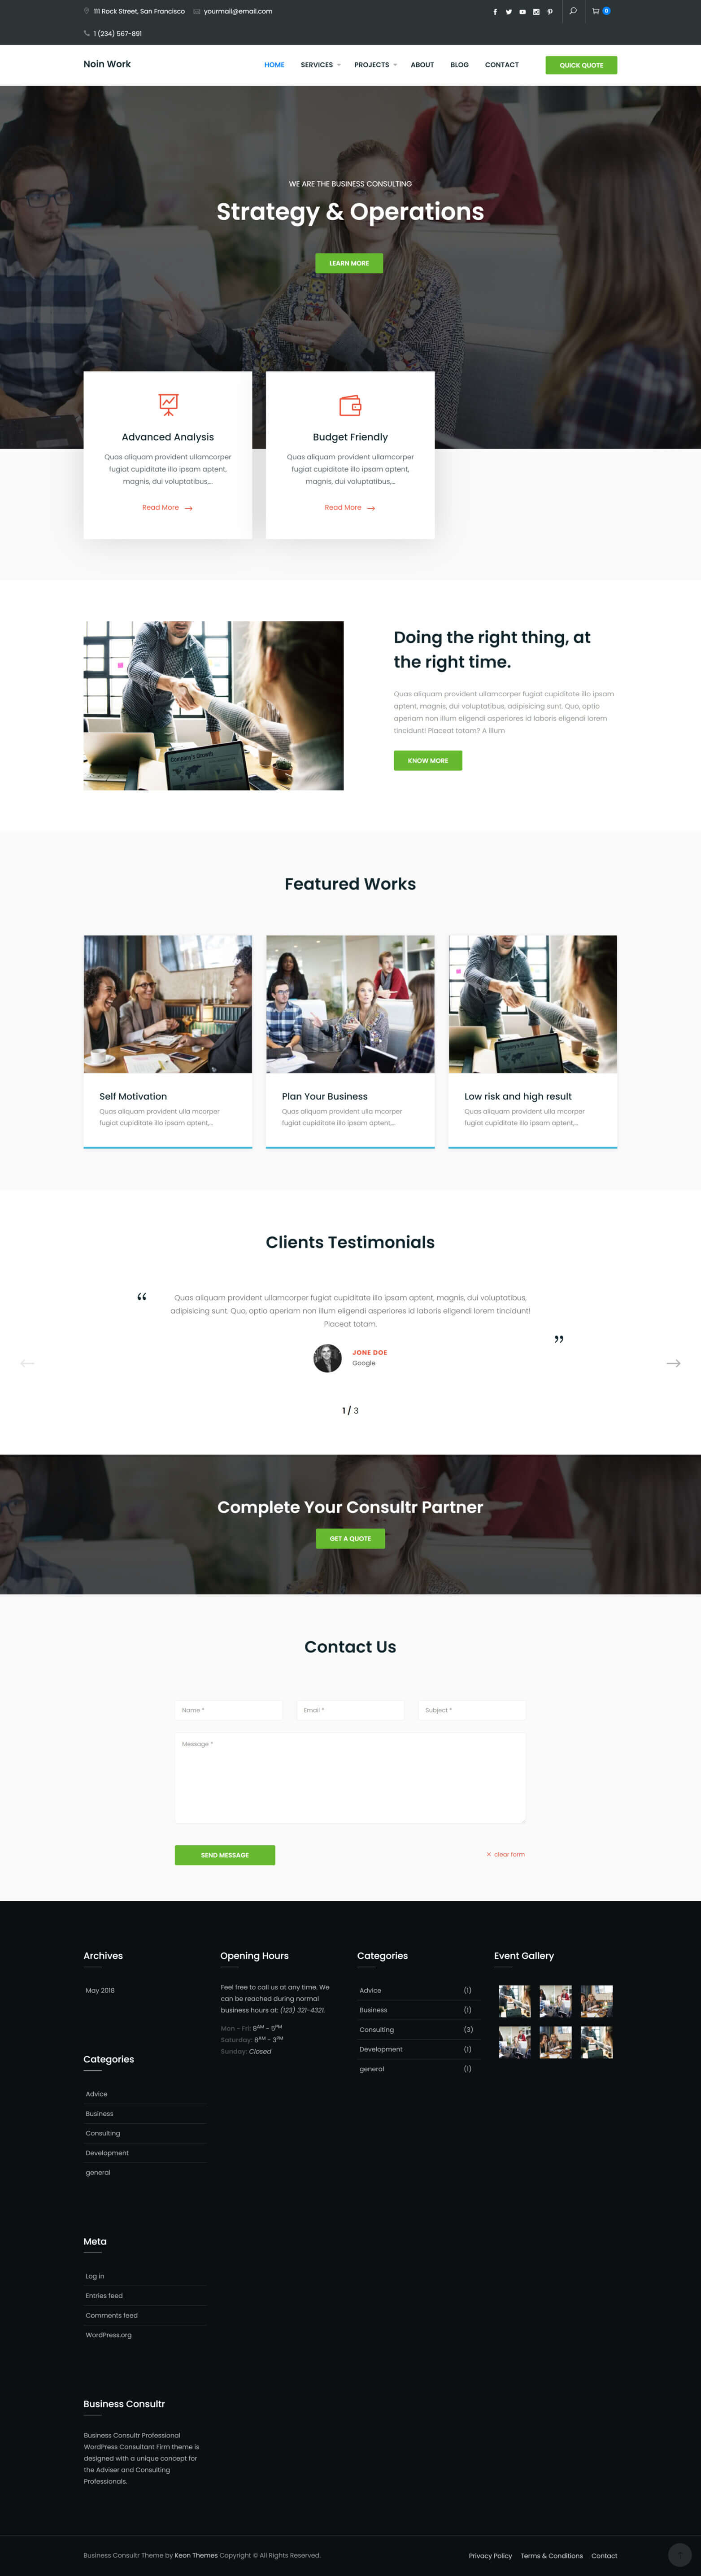 111 Rock Street, San Francisco yourmail@email.com
0
1 (234) 567-891
Noin Work
HOME SERVICES PROJECTS ABOUT BLOG CONTACT QUICK QUOTE
WE ARE THE BUSINESS CONSULTING
Strategy & Operations
LEARN MORE
Advanced Analysis
Quas aliquam provident ullamcorper
fugiat cupiditate illo ipsam aptent,
magnis, dui voluptatibus,...
Read More
Budget Friendly
Quas aliquam provident ullamcorper
fugiat cupiditate illo ipsam aptent,
magnis, dui voluptatibus,...
Read More
Company's Growth
Doing the right thing, at
the right time.
Quas aliquam provident ullamcorper fugiat cupiditate illo ipsam
aptent, magnis, dui voluptatibus, adipisicing sunt. Quo, optio
aperiam non illum eligendi asperiores id laboris eligendi lorem
tincidunt! Placeat totam? A illum
KNOW MORE
Featured Works
Self Motivation
Quas aliquam provident ulla mcorper
fugiat cupiditate illo ipsam aptent,...
Plan Your Business
Quas aliquam provident ulla mcorper
fugiat cupiditate illo ipsam aptent,...
Low risk and high result
Quas aliquam provident ulla mcorper
fugiat cupiditate illo ipsam aptent,...
Clients Testimonials
“ Quas aliquam provident ullamcorper fugiat cupiditate illo ipsam aptent, magnis, dui voluptatibus,
adipisicing sunt. Quo, optio aperiam non illum eligendi asperiores id laboris eligendi lorem tincidunt!
Placeat totam. ”
JONE DOE
Google
1 / 3
Complete Your Consultr Partner
GET A QUOTE
Contact Us
Name * Email * Subject *
Message *
SEND MESSAGE × clear form
Archives
May 2018
Categories
Advice
Business
Consulting
Development
general
Meta
Log in
Entries feed
Comments feed
WordPress.org
Business Consultr
Business Consultr Professional
WordPress Consultant Firm theme is
designed with a unique concept for
the Adviser and Consulting
Professionals.
Opening Hours
Feel free to call us at any time. We
can be reached during normal
business hours at: (123) 321-4321.
Mon - Fri: 8AM - 5PM
Saturday: 8AM - 3PM
Sunday: Closed
Categories
Advice (1)
Business (1)
Consulting (3)
Development (1)
general (1)
Event Gallery
Business Consultr Theme by Keon Themes Copyright © All Rights Reserved.
Privacy Policy Terms & Conditions Contact